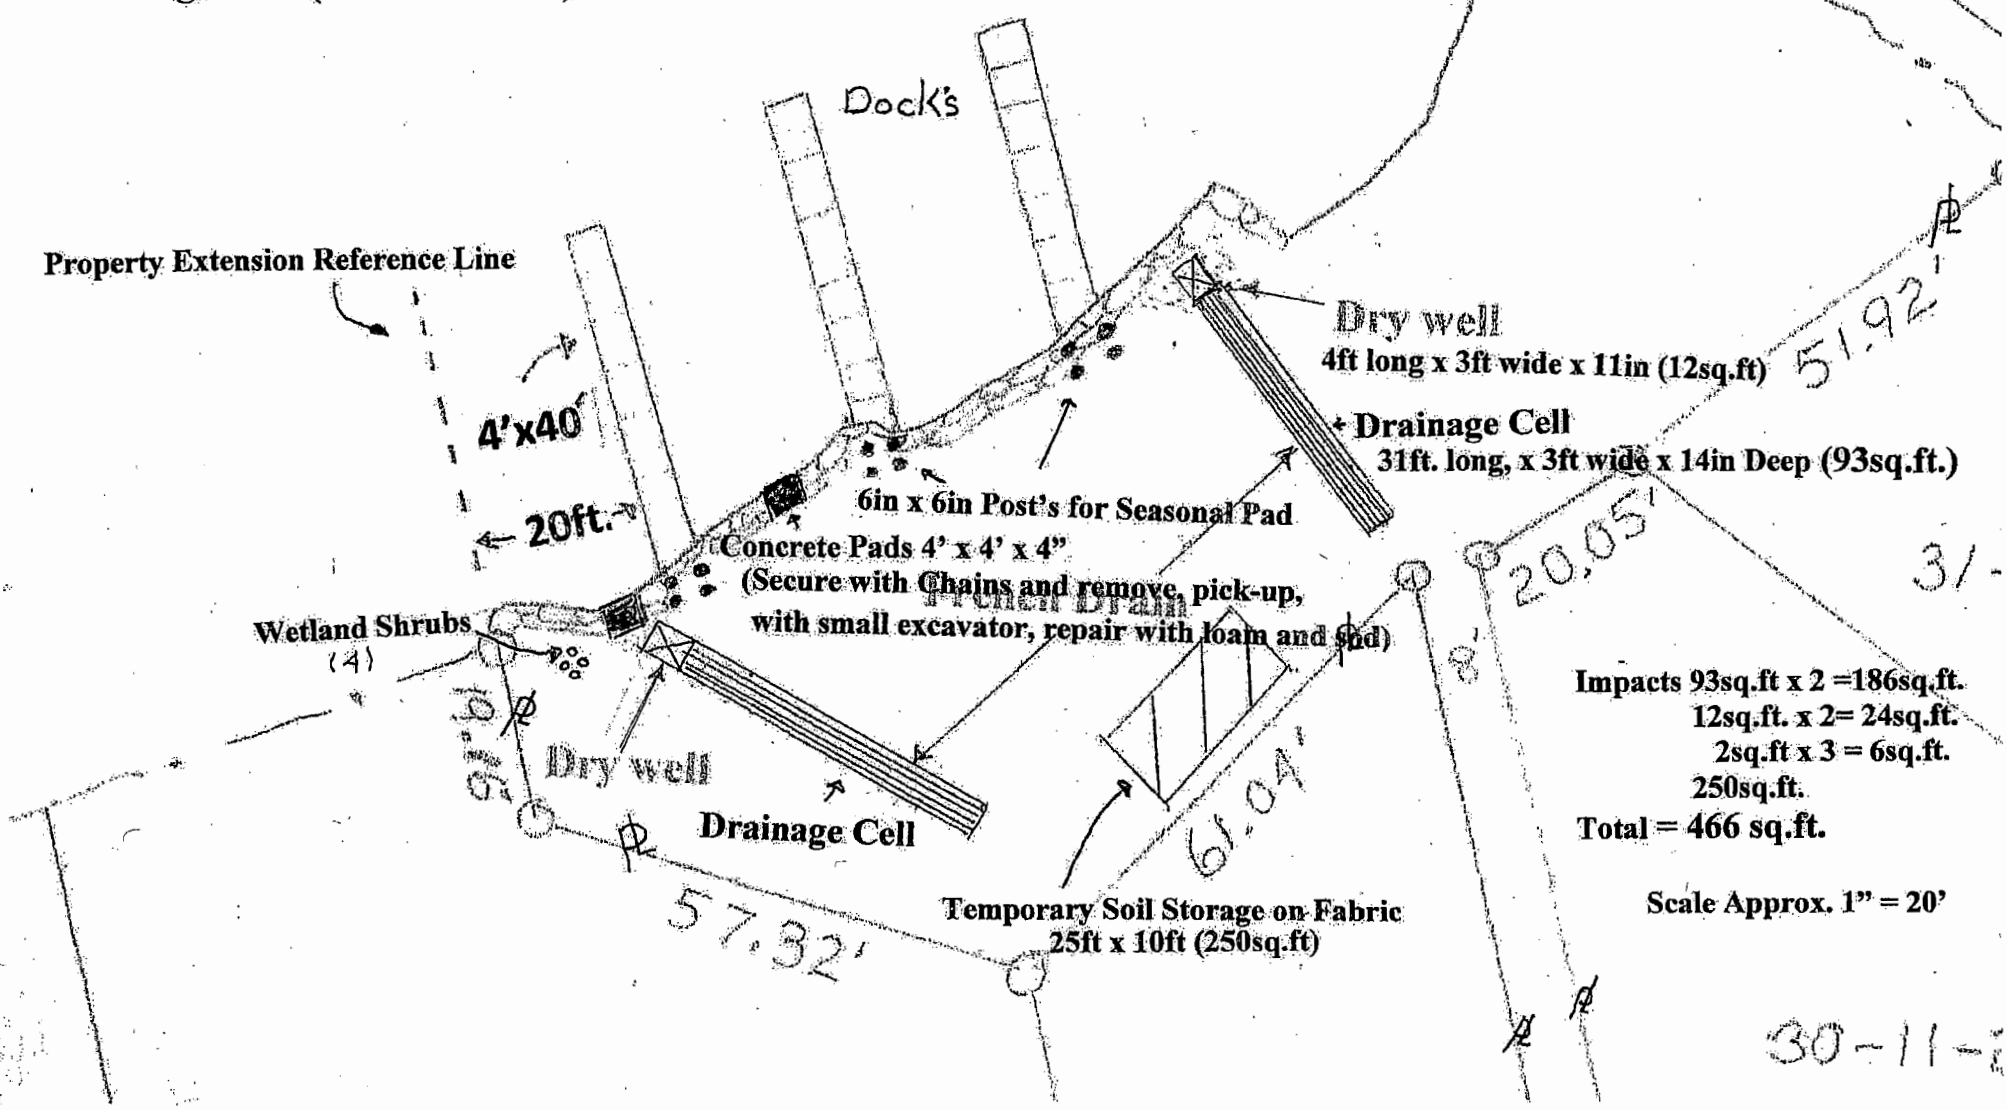 Dock's
Property Extension Reference Line
4'x40'
20ft.
Dry well
4ft long x 3ft wide x 11in (12sq.ft)
+ Drainage Cell
31ft. long, x 3ft wide x 14in Deep (93sq.ft.)
51.92'
20.05'
31-
8'
6in x 6in Post's for Seasonal Pad
Concrete Pads 4' x 4' x 4"
(Secure with Chains and remove, pick-up,
French Drain
with small excavator, repair with loam and sod)
Wetland Shrubs
(4)
Dry well
Drainage Cell
57.32'
61.04'
Temporary Soil Storage on Fabric
25ft x 10ft (250sq.ft)
Impacts 93sq.ft x 2 =186sq.ft.
12sq.ft. x 2= 24sq.ft.
2sq.ft x 3 = 6sq.ft.
250sq.ft.
Total = 466 sq.ft.
Scale Approx. 1" = 20'
30-11-